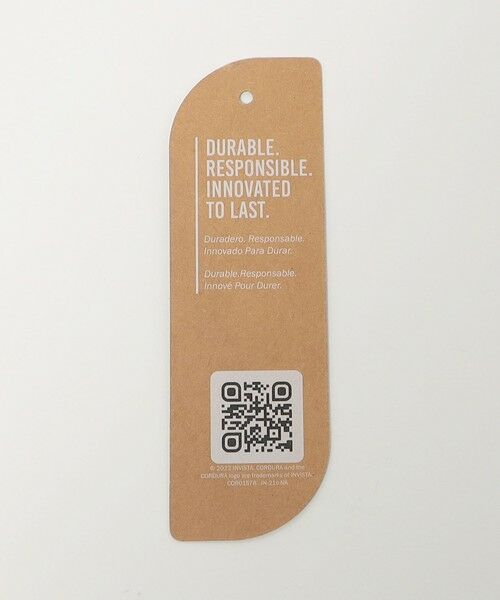 DURABLE.
RESPONSIBLE.
INNOVATED
TO LAST.
Duradero. Responsable.
Innovado Para Durar.
Durable.Responsable.
Innové Pour Durer.
© 2023 INVISTA, CORDURA and the
CORDURA logo are trademarks of INVISTA.